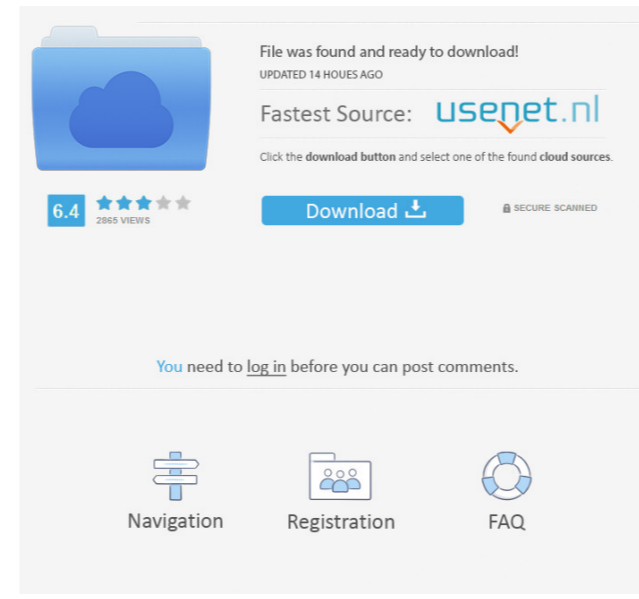 File was found and ready to download!
UPDATED 14 HOUES AGO
Fastest Source: usenet.nl
Click the download button and select one of the found cloud sources.
6.4
2865 VIEWS
Download
SECURE SCANNED
You need to log in before you can post comments.
Navigation
Registration
FAQ